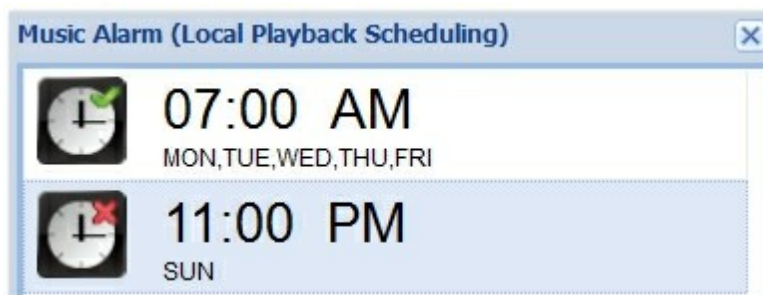 Music Alarm (Local Playback Scheduling)
07:00 AM
MON,TUE,WED,THU,FRI
11:00 PM
SUN